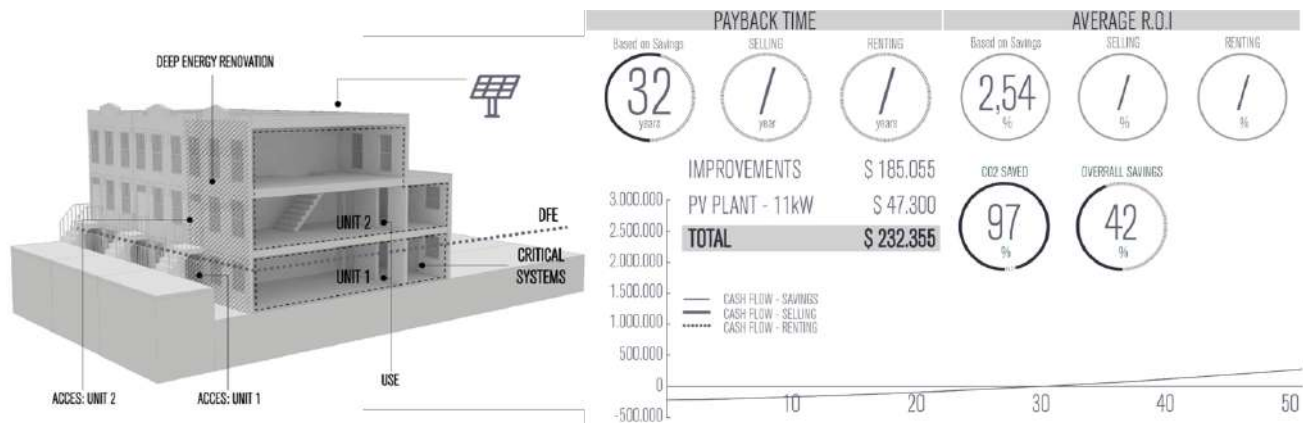 DEEP ENERGY RENOVATION
UNIT 2
DFE
UNIT 1
CRITICAL
SYSTEMS
USE
ACCES: UNIT 2
ACCES: UNIT 1
PAYBACK TIME
Based on Savings
SELLING
RENTING
32
years
/
year
/
years
AVERAGE R.O.I
Based on Savings
SELLING
RENTING
2,54
%
/
%
/
%
IMPROVEMENTS $ 185.055
PV PLANT - 11kW $ 47.300
TOTAL $ 232.355
CO2 SAVED
97
%
OVERRALL SAVINGS
42
%
3.000.000
2.500.000
2.000.000
1.500.000
1.000.000
500.000
0
-500.000
CASH FLOW - SAVINGS
CASH FLOW - SELLING
CASH FLOW - RENTING
10 20 30 40 50